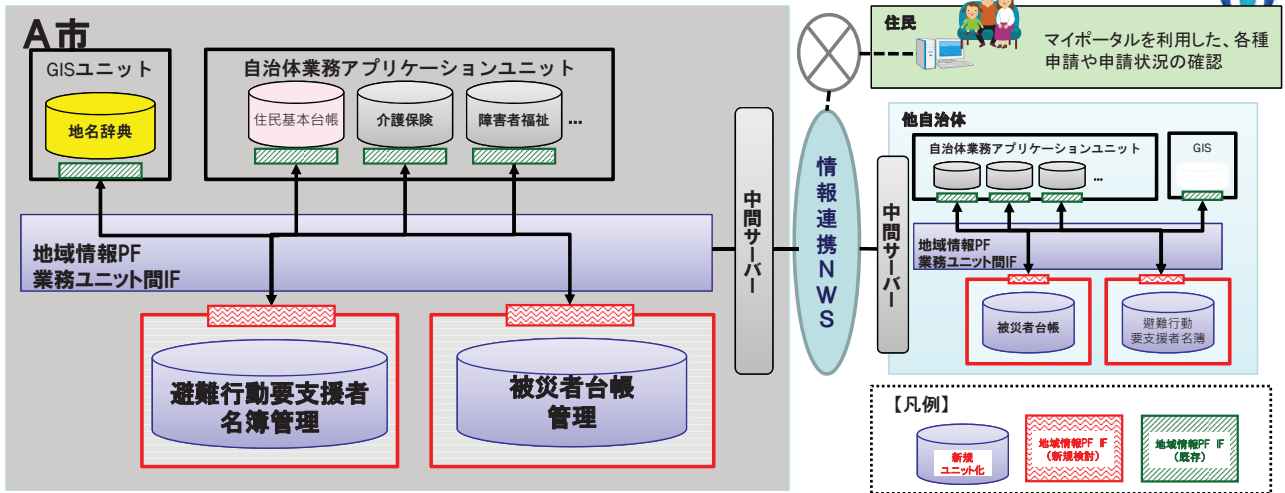 A市
GISユニット
地名辞典
自治体業務アプリケーションユニット
住民基本台帳
介護保険
障害者福祉
...
地域情報PF
業務ユニット間IF
避難行動要支援者
名簿管理
被災者台帳
管理
中間サーバー
情報連携NWS
中間サーバー
住民
マイポータルを利用した、各種
申請や申請状況の確認
他自治体
自治体業務アプリケーションユニット
...
GIS
地域情報PF
業務ユニット間IF
被災者台帳
避難行動
要支援者名簿
【凡例】
新規
ユニット化
地域情報PF IF
(新規検討)
地域情報PF IF
(既存)